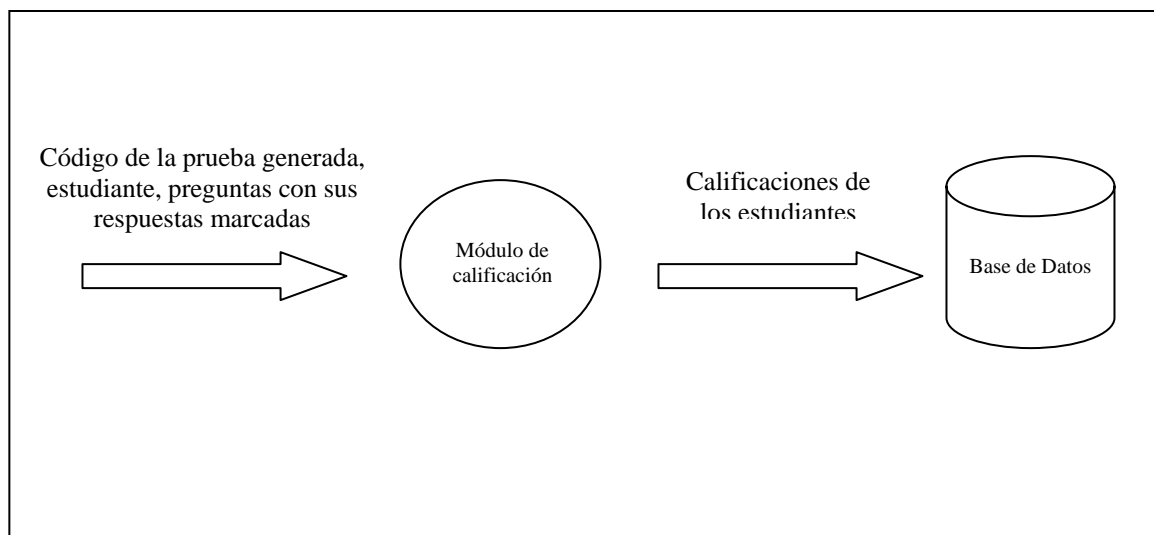 Código de la prueba generada,
estudiante, preguntas con sus
respuestas marcadas
Módulo de
calificación
Calificaciones de
los estudiantes
Base de Datos